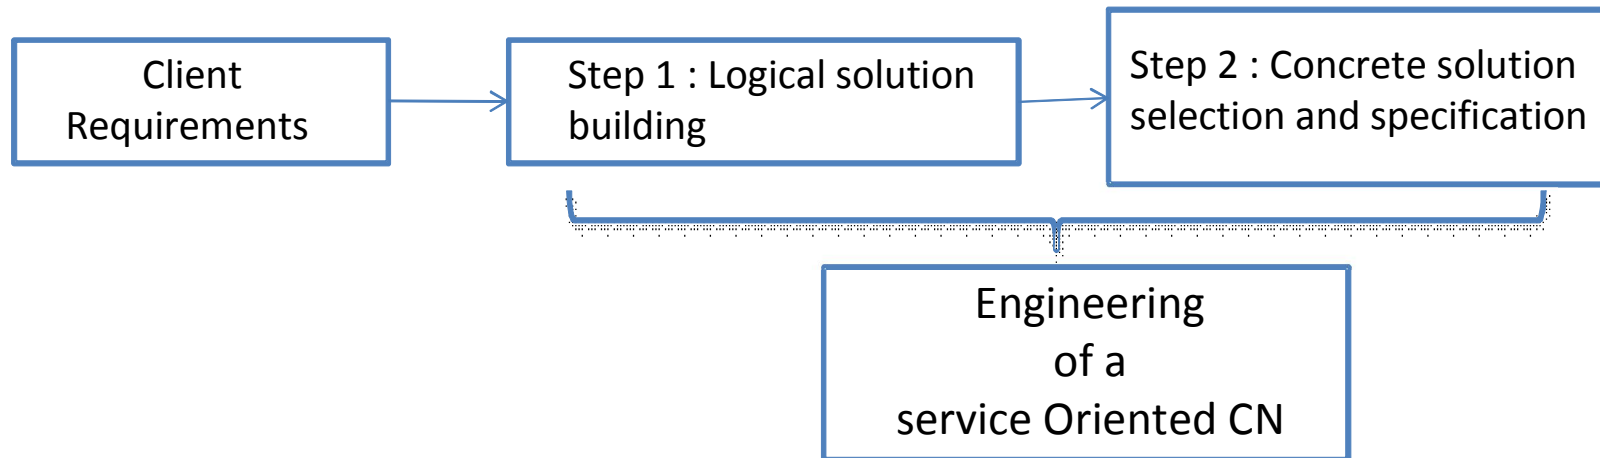 Client
Requirements
Step 1 : Logical solution
building
Step 2 : Concrete solution
selection and specification
Engineering
of a
service Oriented CN